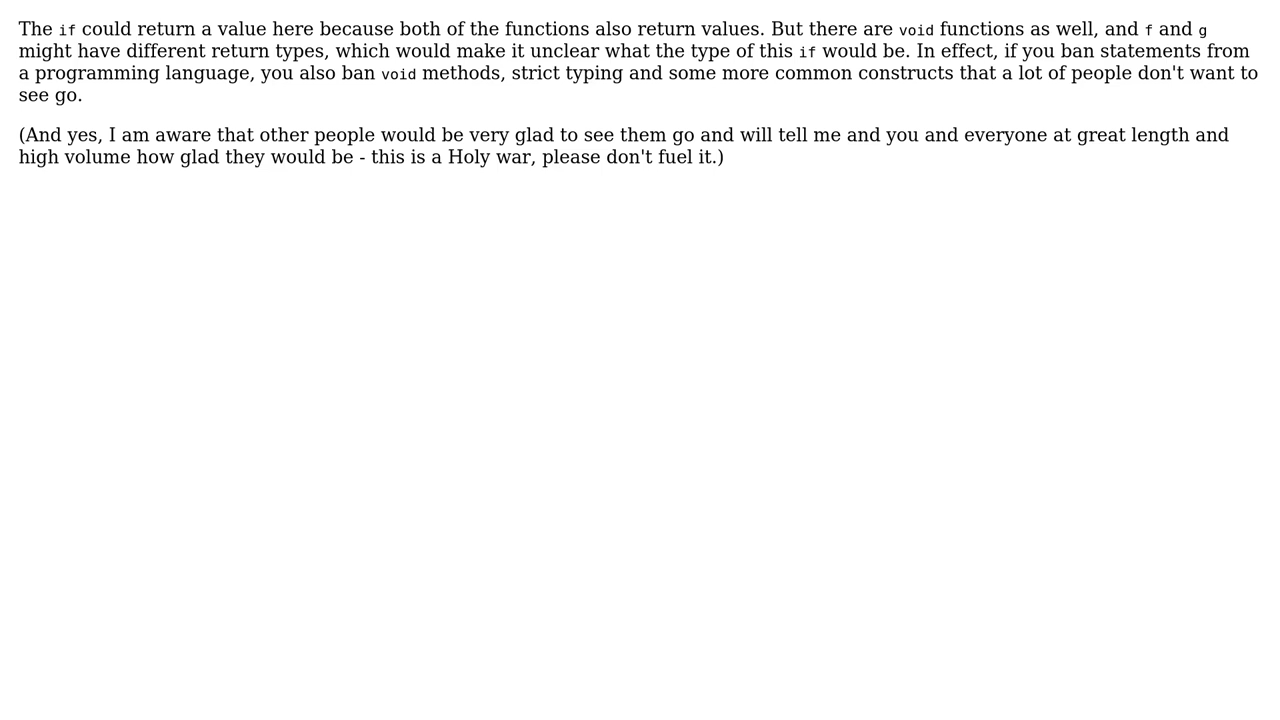 The if could return a value here because both of the functions also return values. But there are void functions as well, and f and g
might have different return types, which would make it unclear what the type of this if would be. In effect, if you ban statements from
a programming language, you also ban void methods, strict typing and some more common constructs that a lot of people don't want to
see go.
(And yes, I am aware that other people would be very glad to see them go and will tell me and you and everyone at great length and
high volume how glad they would be - this is a Holy war, please don't fuel it.)